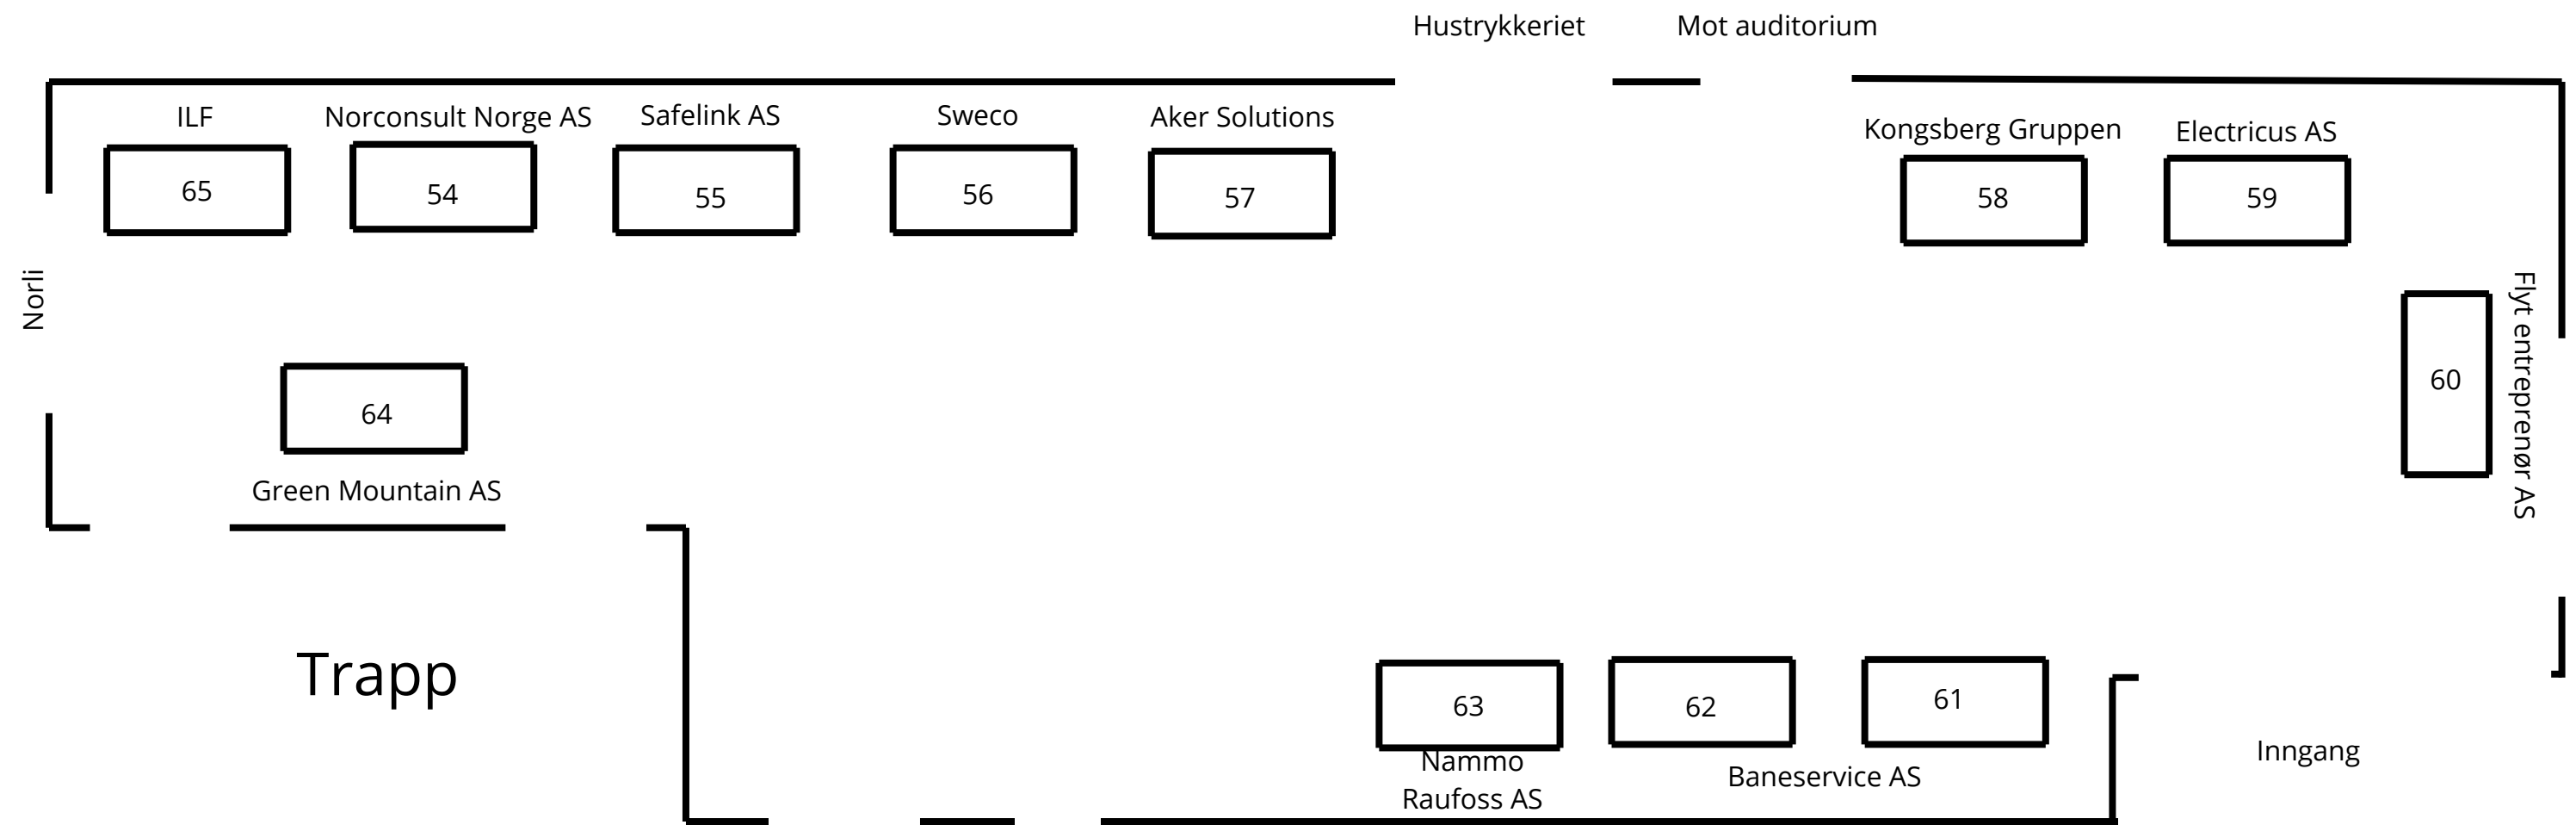 Hustrykkeriet
Mot auditorium
ILF
Norconsult Norge AS
Safelink AS
Sweco
Aker Solutions
Kongsberg Gruppen
Electricus AS
65
54
55
56
57
58
59
Norli
Flyt entreprenør AS
60
64
Green Mountain AS
Trapp
63
62
61
Nammo
Raufoss AS
Baneservice AS
Inngang